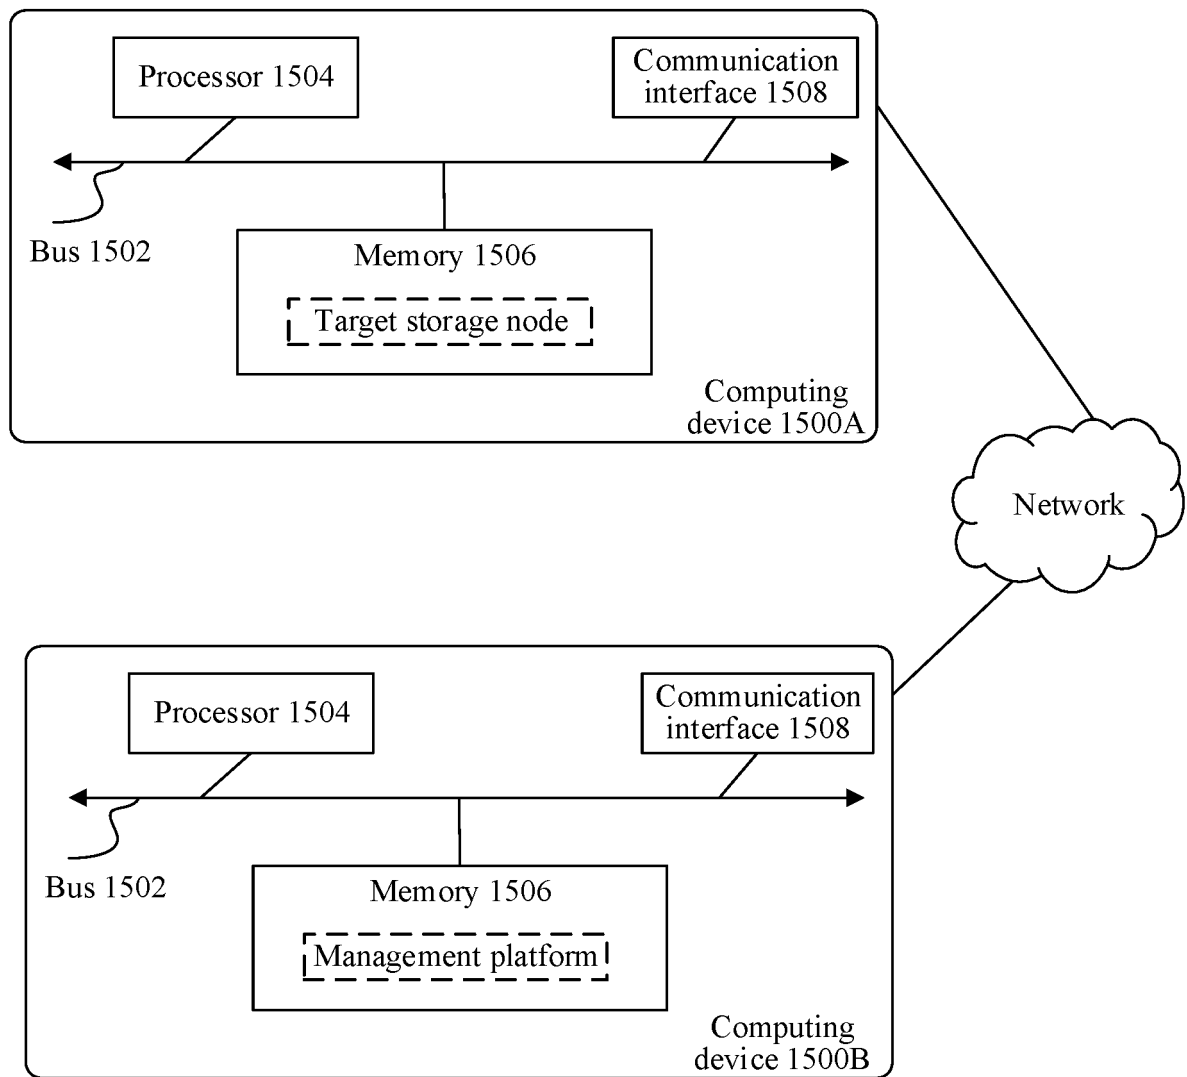 Processor 1504
Communication
interface 1508
Bus 1502
Memory 1506
Target storage node
Computing
device 1500A
Network
Processor 1504
Communication
interface 1508
Bus 1502
Memory 1506
Management platform
Computing
device 1500B